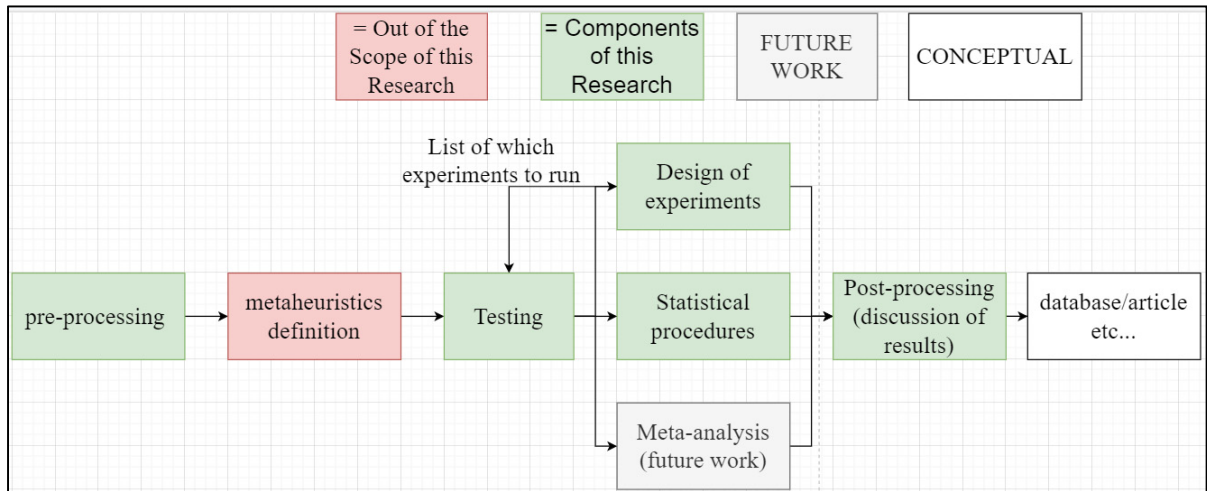 = Out of the
Scope of this
Research
= Components
of this
Research
FUTURE
WORK
CONCEPTUAL
List of which
experiments to run
Design of
experiments
pre-processing
metaheuristics
definition
Testing
Statistical
procedures
Post-processing
(discussion of
results)
database/article
etc...
Meta-analysis
(future work)